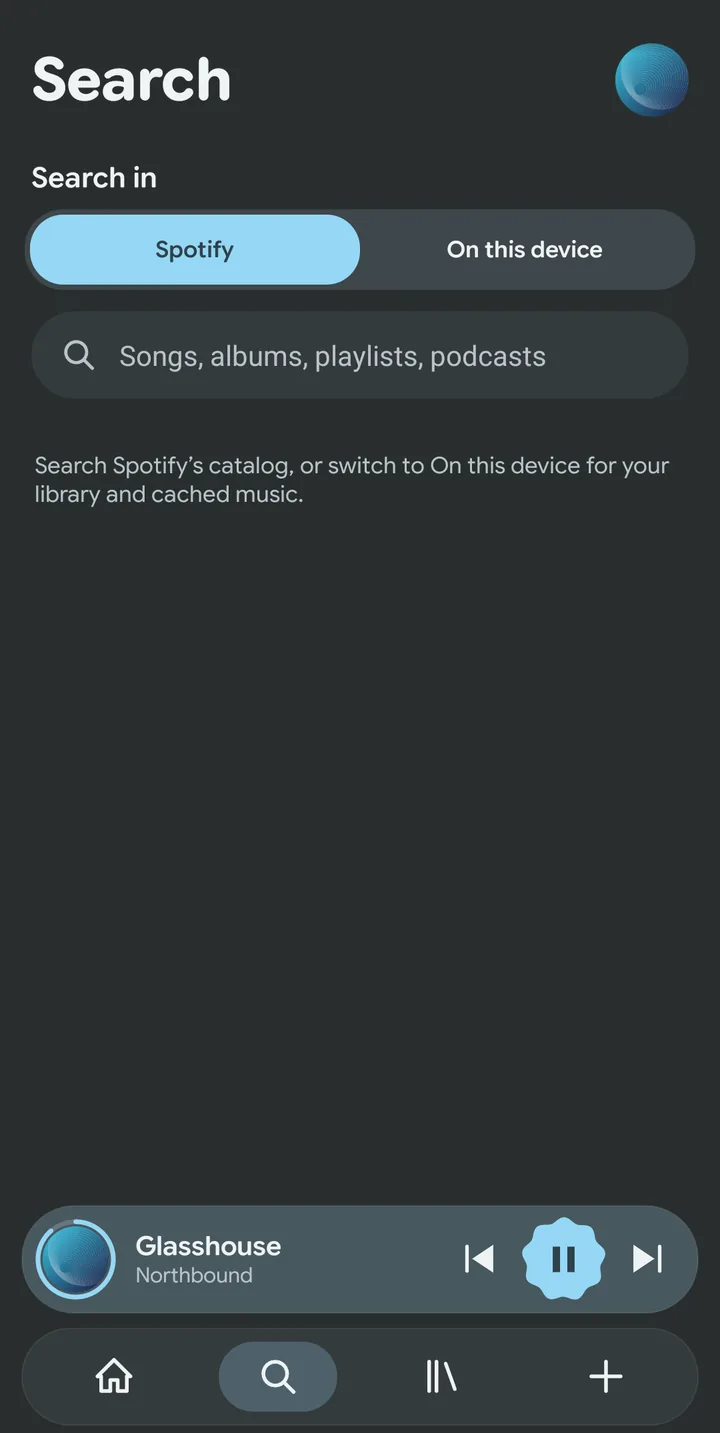 Search
Search in
Spotify
On this device
Songs, albums, playlists, podcasts
Search Spotify’s catalog, or switch to On this device for your
library and cached music.
Glasshouse
Northbound